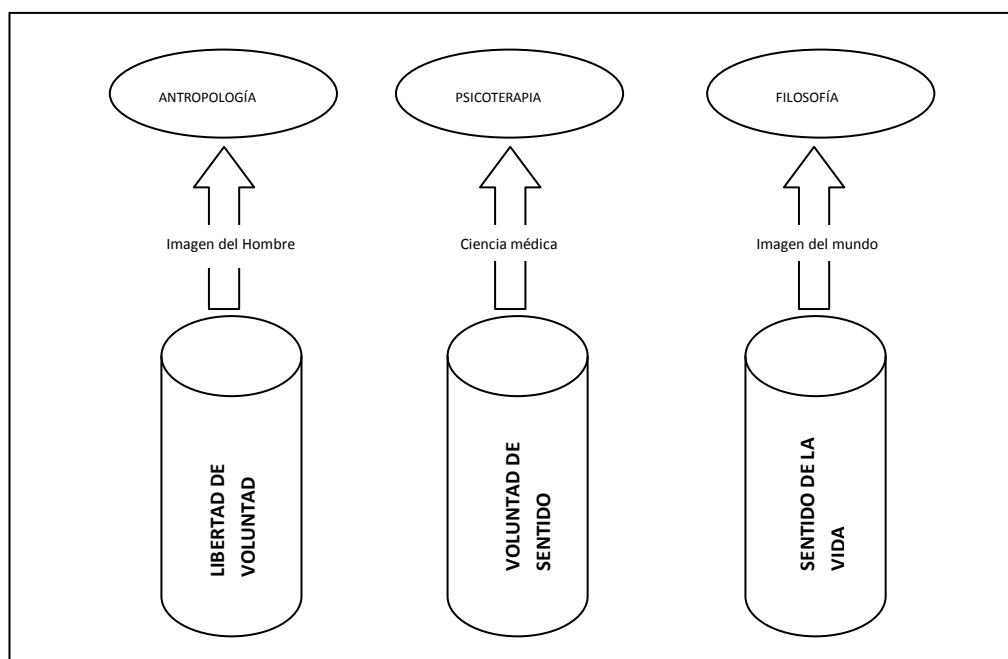 ANTROPOLOGÍA
PSICOTERAPIA
FILOSOFÍA
Imagen del Hombre
Ciencia médica
Imagen del mundo
LIBERTAD DE
VOLUNTAD
VOLUNTAD DE
SENTIDO
SENTIDO DE LA
VIDA